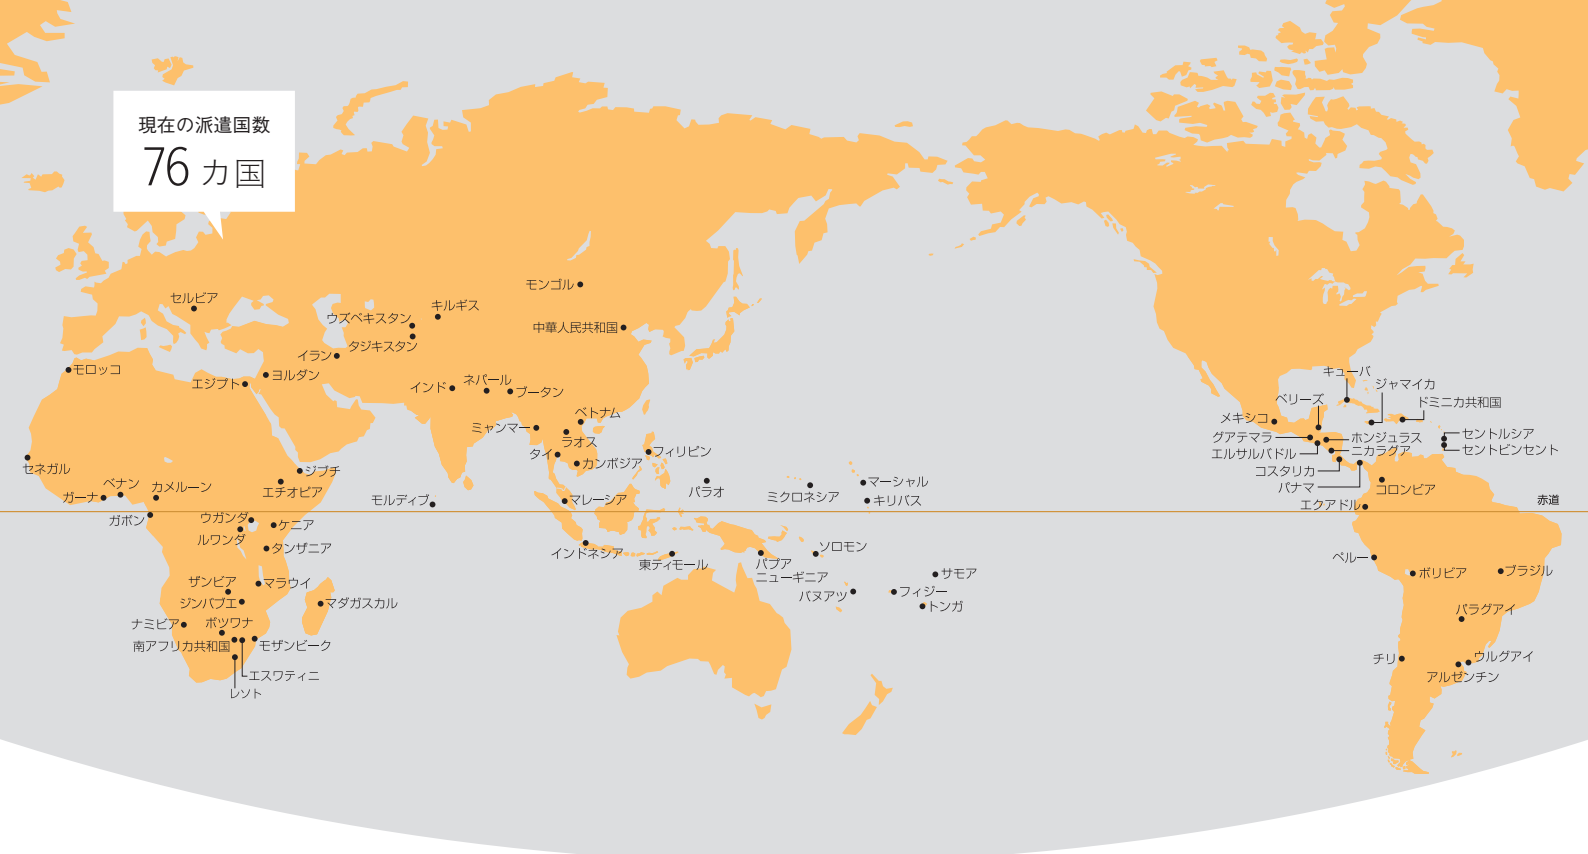 現在の派遣国数
76 カ国
セルビア
モンゴル
キルギス
ウズベキスタン
中華人民共和国
タジキスタン
イラン
モロッコ
エジプト
ヨルダン
インド
ネパール
ブータン
ベトナム
ミャンマー
ラオス
タイ
カンボジア
フィリピン
セネガル
ジブチ
ベナン
カメルーン
エチオピア
ガーナ
モルディブ
マレーシア
パラオ
ミクロネシア
マーシャル
キリバス
ガボン
ウガンダ
ケニア
ルワンダ
タンザニア
インドネシア
東ティモール
パプア
ニューギニア
ソロモン
サモア
バヌアツ
フィジー
トンガ
ザンビア
マラウイ
ジンバブエ
マダガスカル
ナミビア
ボツワナ
南アフリカ共和国
モザンビーク
エスワティニ
レソト
キューバ
ジャマイカ
ベリーズ
ドミニカ共和国
メキシコ
グアテマラ
ホンジュラス
セントルシア
エルサルバドル
ニカラグア
セントビンセント
コスタリカ
パナマ
コロンビア
エクアドル
赤道
ペルー
ボリビア
ブラジル
パラグアイ
チリ
ウルグアイ
アルゼンチン